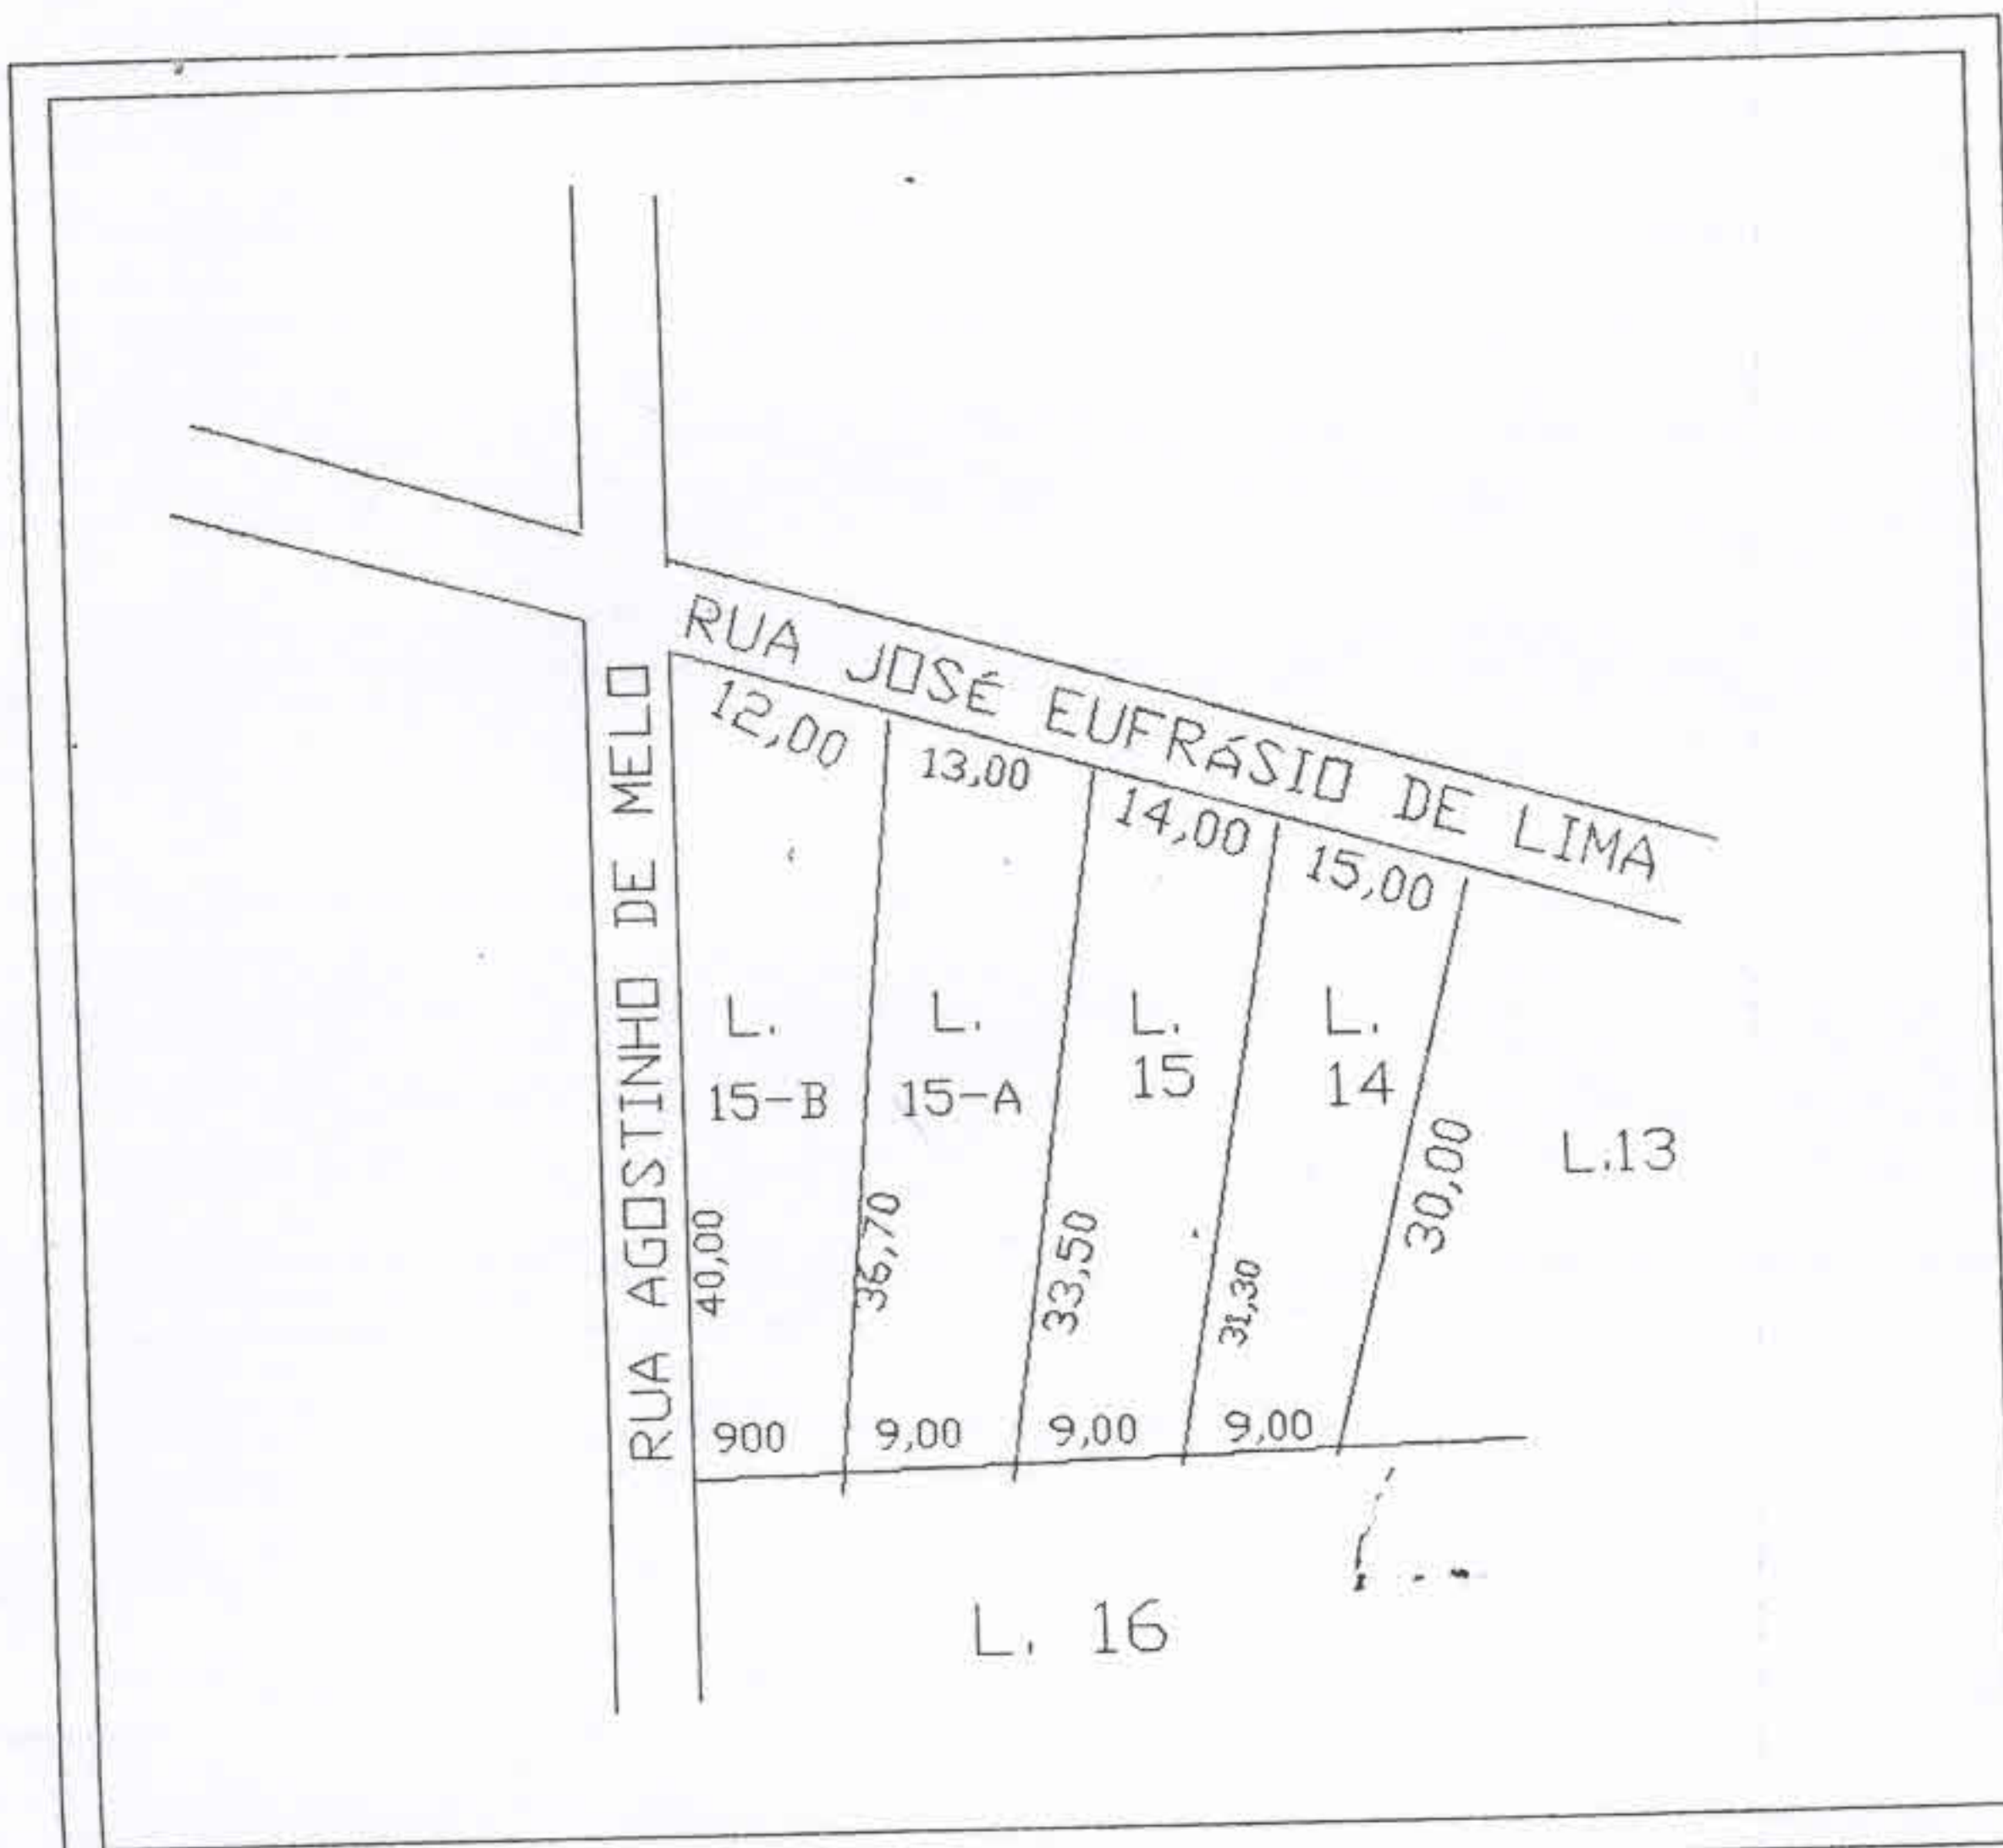 RUA JOSÉ EUFRÁSIO DE LIMA
RUA AGOSTINHO DE MELO
12,00
13,00
14,00
15,00
L.
15-B
L.
15-A
L.
15
L.
14
L.13
40,00
36,70
33,50
31,30
30,00
900
9,00
9,00
9,00
L. 16